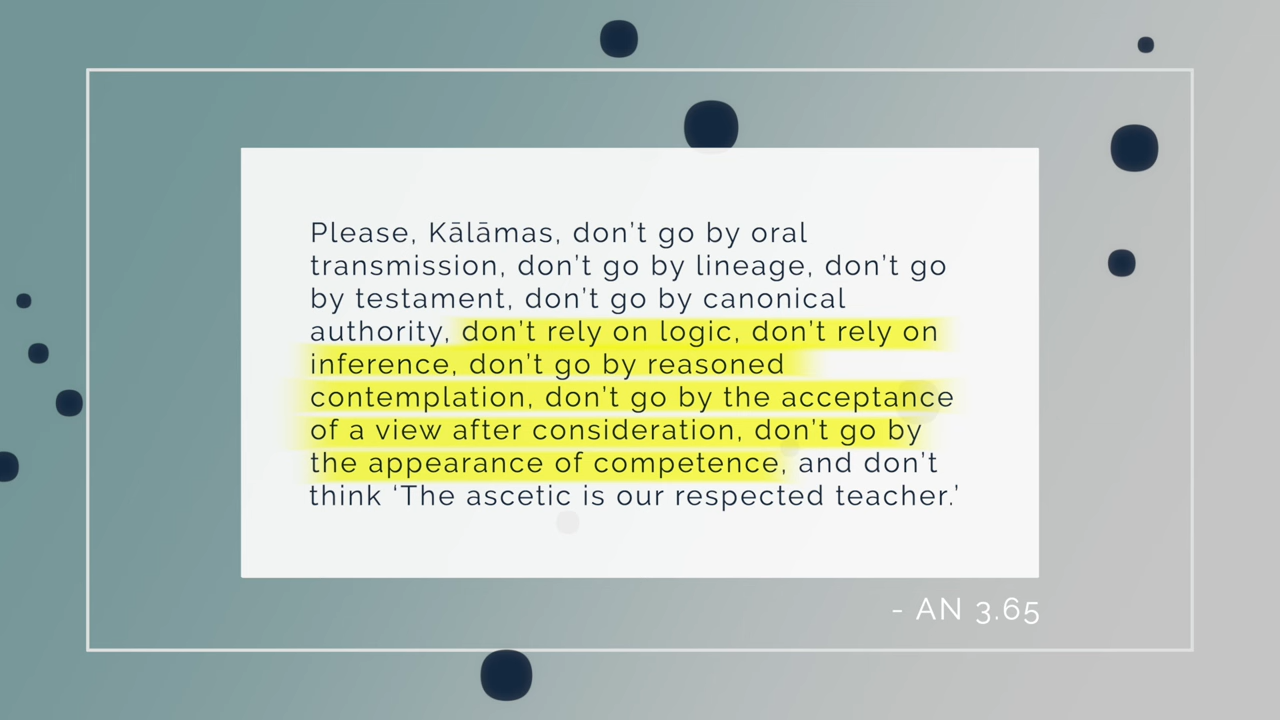 Please, Kālāmas, don’t go by oral
transmission, don’t go by lineage, don’t go
by testament, don’t go by canonical
authority, don’t rely on logic, don’t rely on
inference, don’t go by reasoned
contemplation, don’t go by the acceptance
of a view after consideration, don’t go by
the appearance of competence, and don’t
think ‘The ascetic is our respected teacher.’
- AN 3.65